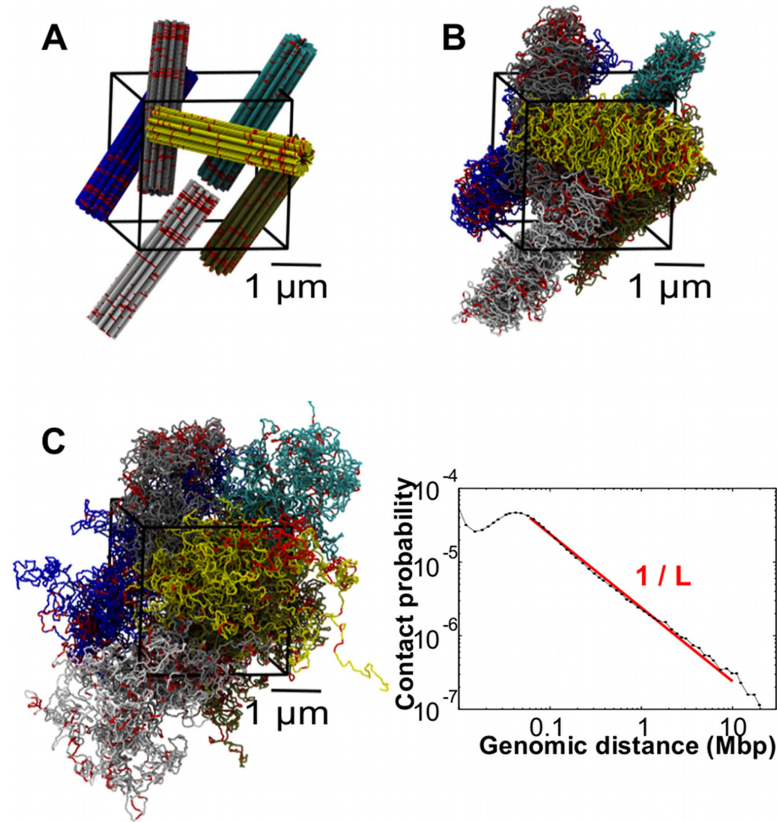 A
B
1 μm
1 μm
C
1 μm
Contact probability
10-4
10-5
10-6
10-7
1 / L
0.1
1
10
Genomic distance (Mbp)